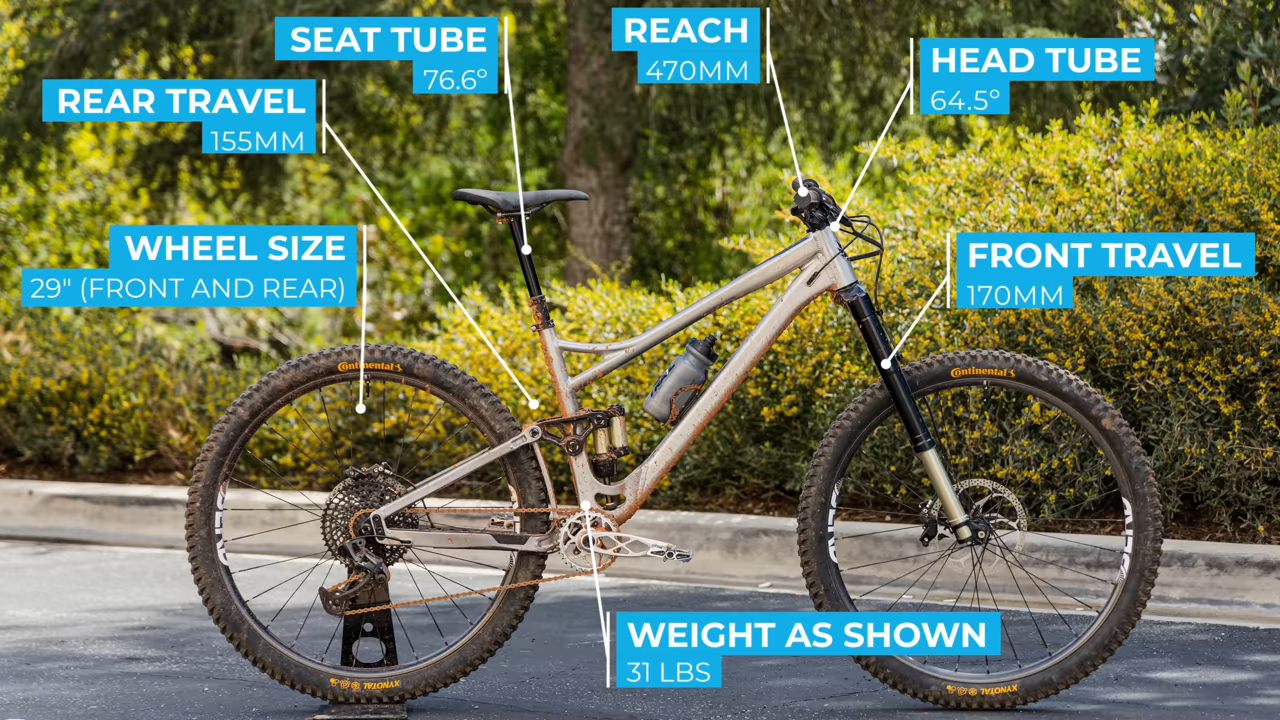 SEAT TUBE
76.6°
REACH
470MM
HEAD TUBE
64.5°
REAR TRAVEL
155MM
WHEEL SIZE
29" (FRONT AND REAR)
FRONT TRAVEL
170MM
Continental
Continental
WEIGHT AS SHOWN
31 LBS
XYNOTAL
XYNOTAL